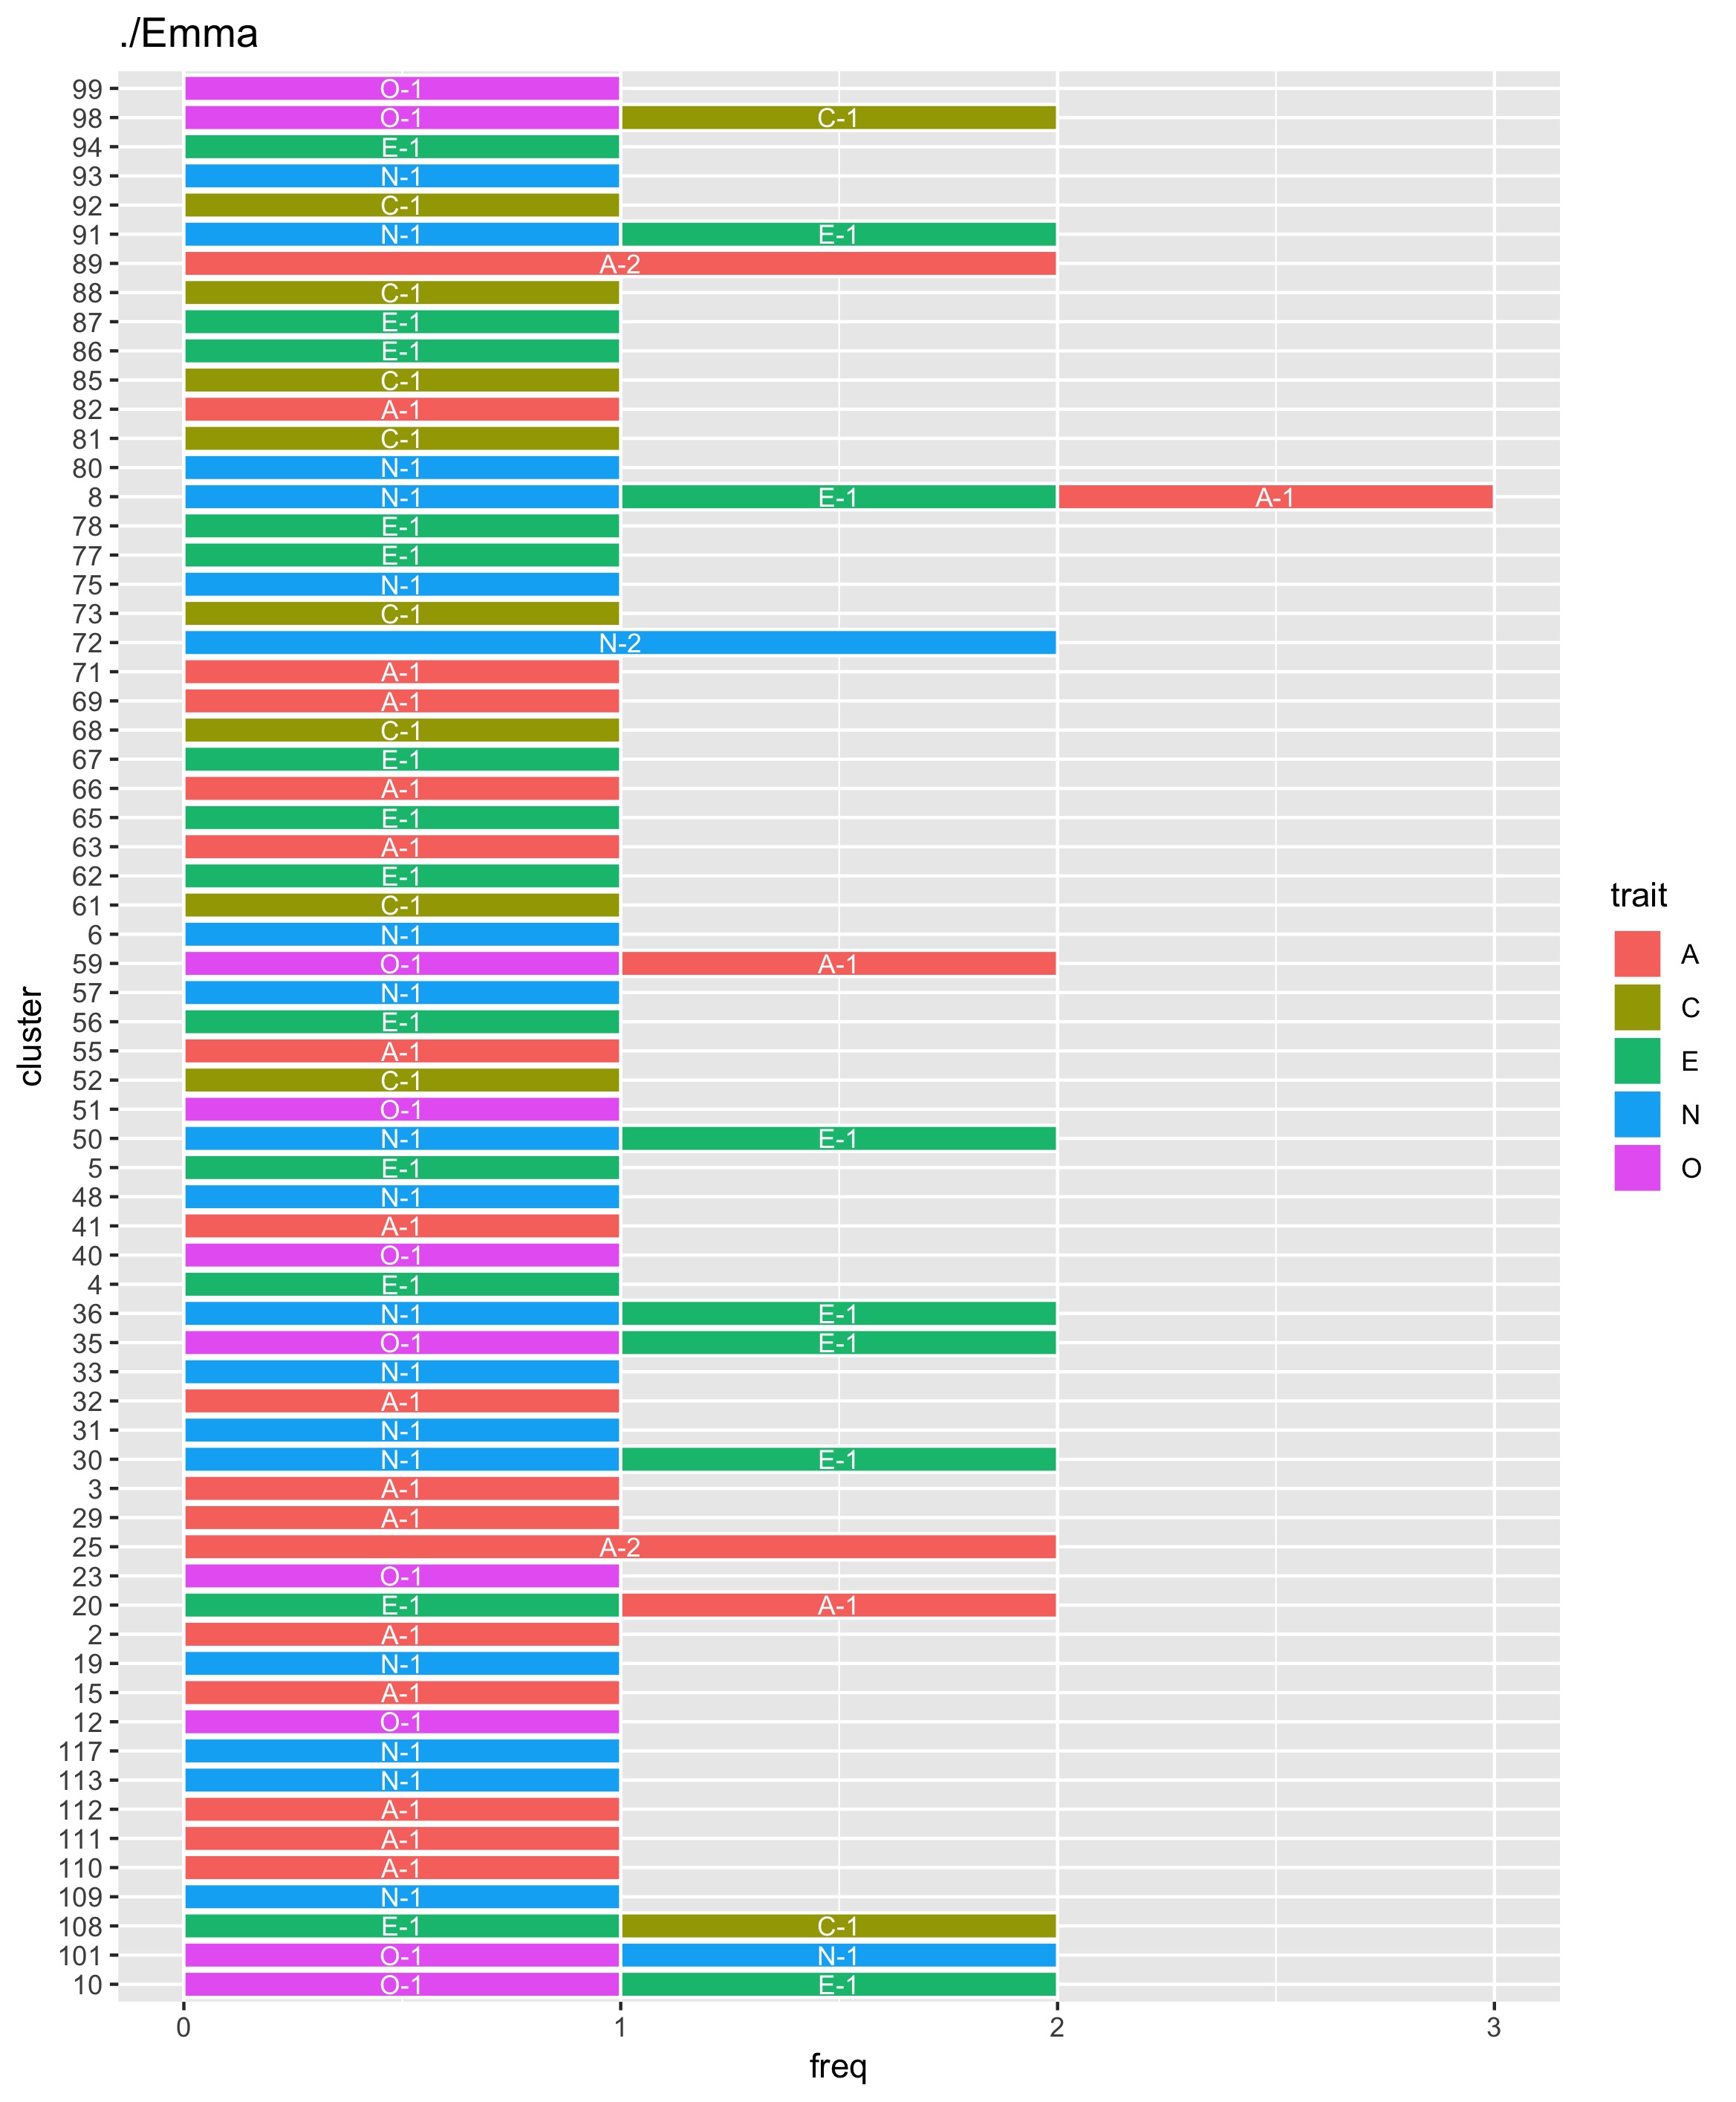 ./Emma
99 O-1
98 O-1 C-1
94 E-1
93 N-1
92 C-1
91 N-1 E-1
89 A-2
88 C-1
87 E-1
86 E-1
85 C-1
82 A-1
81 C-1
80 N-1
8 N-1 E-1 A-1
78 E-1
77 E-1
75 N-1
73 C-1
72 N-2
71 A-1
69 A-1
68 C-1
67 E-1
66 A-1
65 E-1
63 A-1
62 E-1
61 C-1
6 N-1
59 O-1 A-1
57 N-1
56 E-1
55 A-1
52 C-1
51 O-1
50 N-1 E-1
5 E-1
48 N-1
41 A-1
40 O-1
4 E-1
36 N-1 E-1
35 O-1 E-1
33 N-1
32 A-1
31 N-1
30 N-1 E-1
3 A-1
29 A-1
25 A-2
23 O-1
20 E-1 A-1
2 A-1
19 N-1
15 A-1
12 O-1
117 N-1
113 N-1
112 A-1
111 A-1
110 A-1
109 N-1
108 E-1 C-1
101 O-1 N-1
10 O-1 E-1
0 1 2 3
freq
cluster
trait
A
C
E
N
O